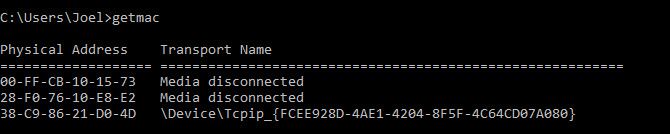 C:\Users\Joel>getmac
Physical Address    Transport Name
=================== ==========================================================
00-FF-CB-10-15-73   Media disconnected
28-F0-76-10-E8-E2   Media disconnected
38-C9-86-21-D0-4D   \Device\Tcpip_{FCEE928D-4AE1-4204-8F5F-4C64CD07A080}